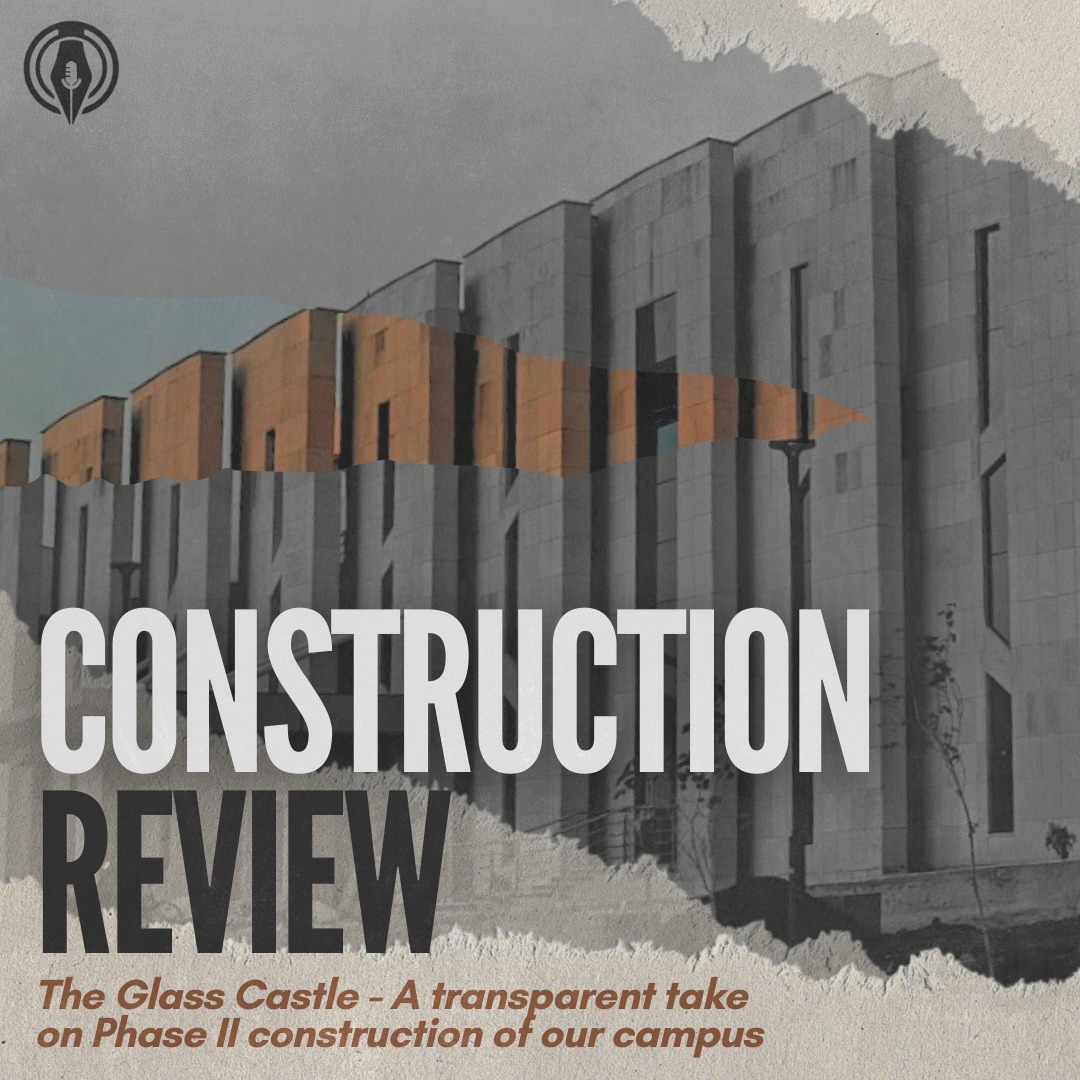 CONSTRUCTION
REVIEW
The Glass Castle - A transparent take
on Phase II construction of our campus